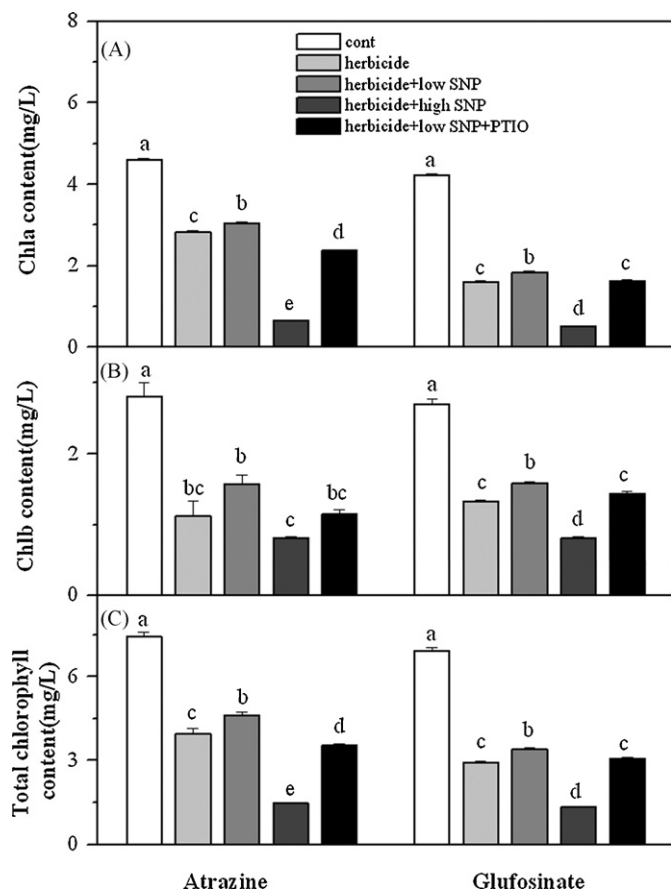 8
(A)
cont
herbicide
herbicide+low SNP
herbicide+high SNP
herbicide+low SNP+PTIO
Chla content(mg/L)
6
4
2
0
a
c
b
e
d
a
c
b
d
c
(B)
Chlb content(mg/L)
2
0
a
bc
b
c
bc
a
c
b
d
c
(C)
Total chlorophyll
content(mg/L)
6
3
0
a
c
b
e
d
a
c
b
d
c
Atrazine
Glufosinate